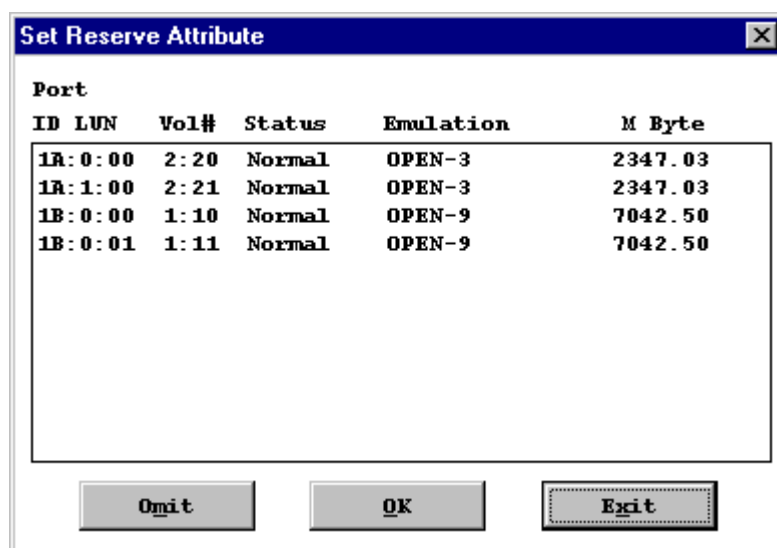 Set Reserve Attribute
Port
ID LUN Vol# Status Emulation M Byte
1A:0:00 2:20 Normal OPEN-3 2347.03
1A:1:00 2:21 Normal OPEN-3 2347.03
1B:0:00 1:10 Normal OPEN-9 7042.50
1B:0:01 1:11 Normal OPEN-9 7042.50
Omit OK Exit